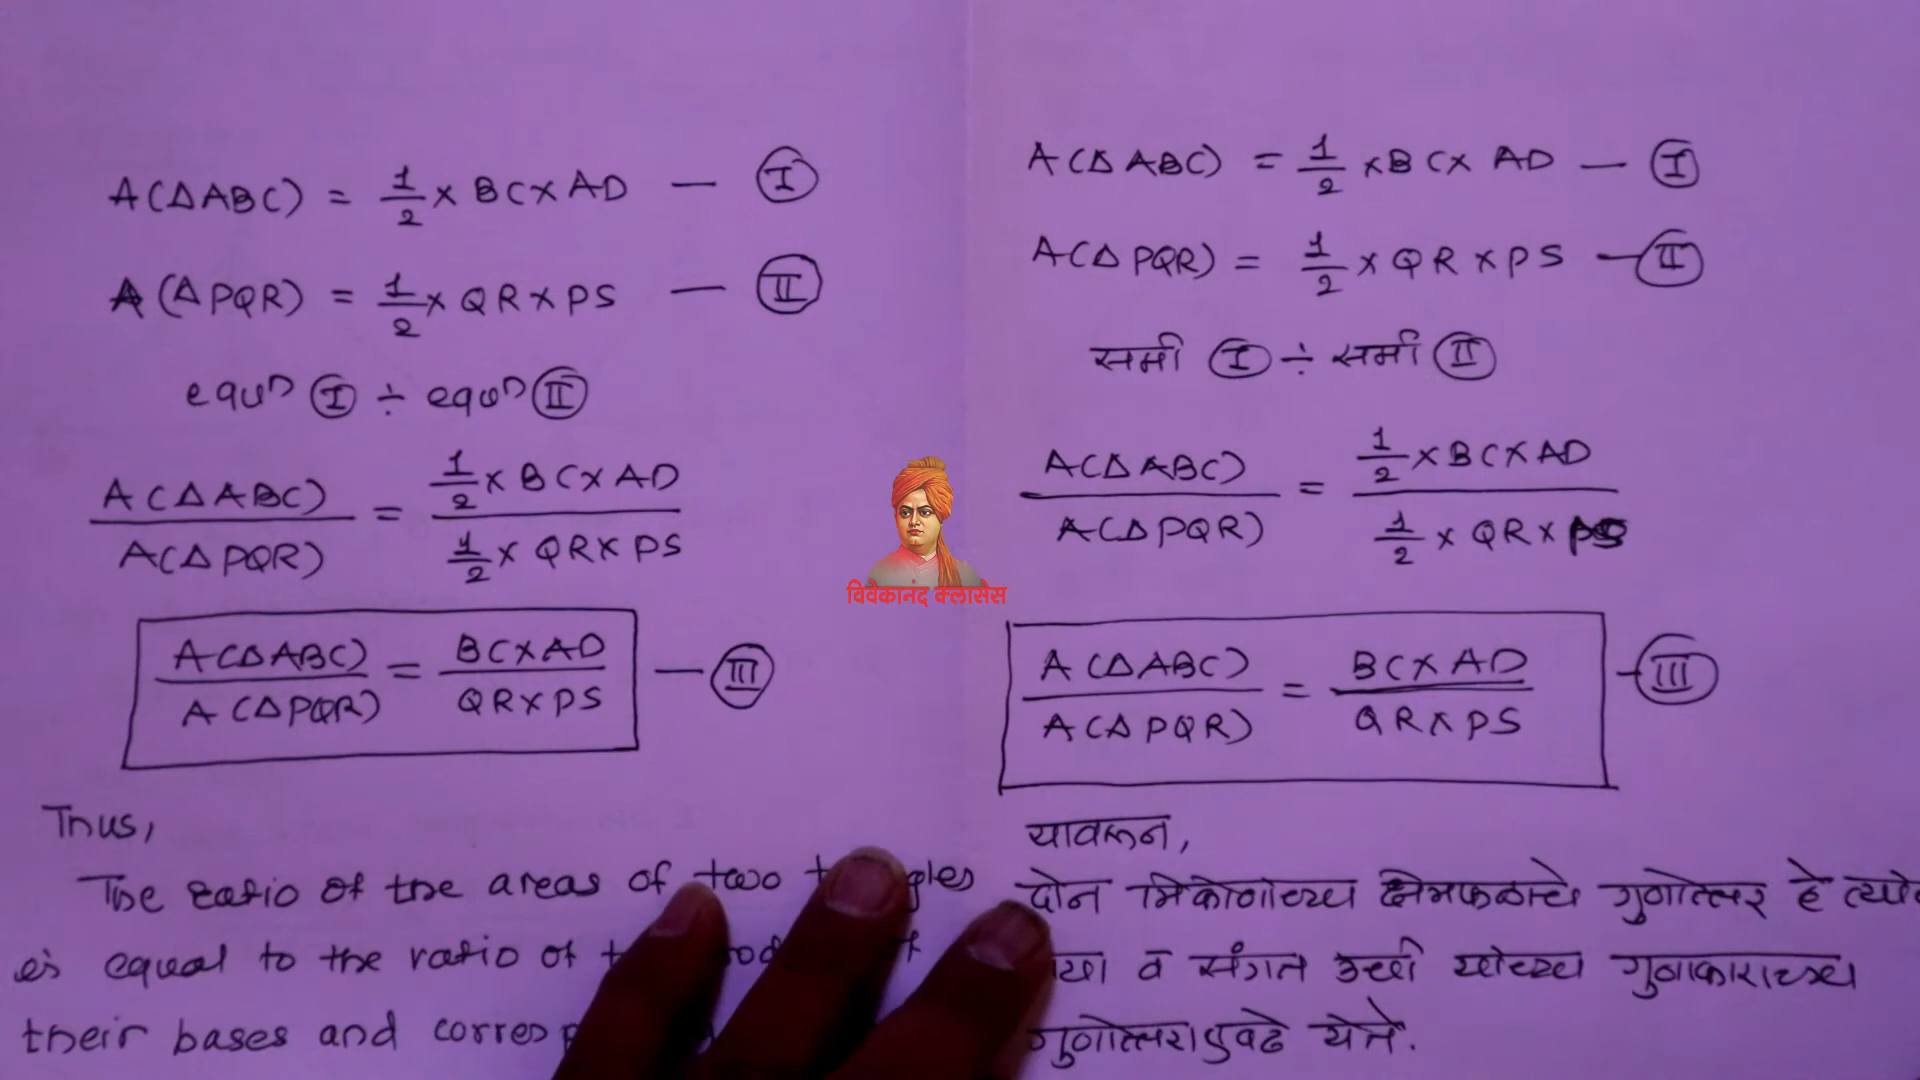 A(△ABC) = 1/2 × BC × AD — Ⅰ
A(△PQR) = 1/2 × QR × PS — Ⅱ
equⁿ Ⅰ ÷ equⁿ Ⅱ
A(△ABC) / A(△PQR) = 1/2 × BC × AD / 1/2 × QR × PS
A(△ABC) / A(△PQR) = BC × AD / QR × PS — Ⅲ
Thus,
The ratio of the areas of two
is equal to the ratio of
their bases and
A(△ABC) = 1/2 × BC × AD — Ⅰ
A(△PQR) = 1/2 × QR × PS — Ⅱ
समी Ⅰ ÷ समी Ⅱ
A(△ABC) / A(△PQR) = 1/2 × BC × AD / 1/2 × QR × PS
A(△ABC) / A(△PQR) = BC × AD / QR × PS — Ⅲ
यावरून,
दोन त्रिकोणांच्या क्षेत्रफळाचे गुणोत्तर हे
व संगत उंची यांच्या गुणाकाराच्या
गुणोत्तराएवढे येते.
विवेकानंद क्लासेस